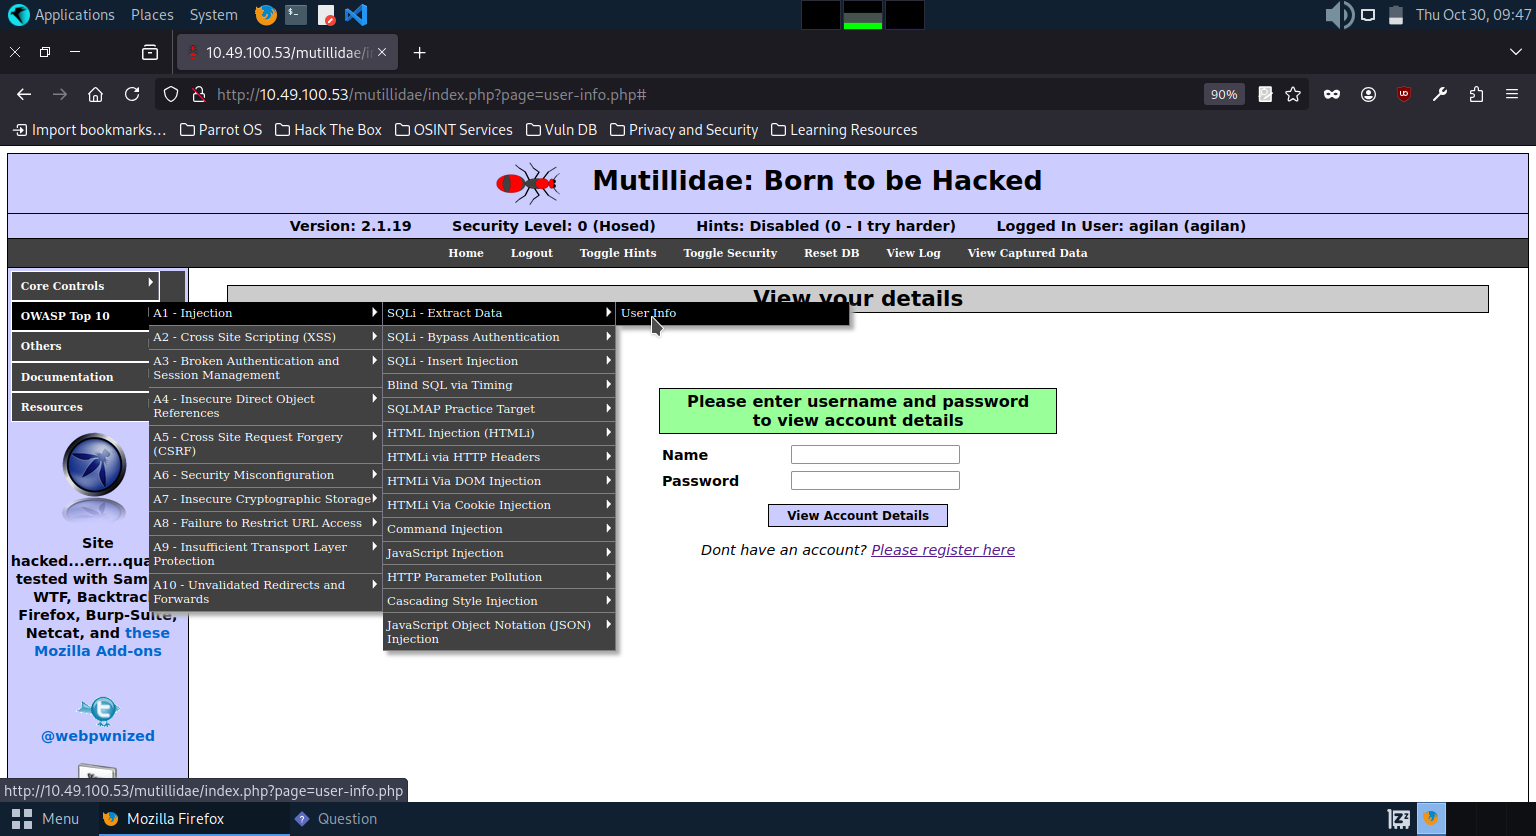 Applications Places System
Thu Oct 30, 09:47
10.49.100.53/mutillidae/i
http://10.49.100.53/mutillidae/index.php?page=user-info.php#
90%
Import bookmarks… Parrot OS Hack The Box OSINT Services Vuln DB Privacy and Security Learning Resources
Mutillidae: Born to be Hacked
Version: 2.1.19 Security Level: 0 (Hosed) Hints: Disabled (0 - I try harder) Logged In User: agilan (agilan)
Home Logout Toggle Hints Toggle Security Reset DB View Log View Captured Data
Core Controls
OWASP Top 10
Others
Documentation
Resources
A1 - Injection
A2 - Cross Site Scripting (XSS)
A3 - Broken Authentication and
Session Management
A4 - Insecure Direct Object
References
A5 - Cross Site Request Forgery
(CSRF)
A6 - Security Misconfiguration
A7 - Insecure Cryptographic Storage
A8 - Failure to Restrict URL Access
A9 - Insufficient Transport Layer
Protection
A10 - Unvalidated Redirects and
Forwards
SQLi - Extract Data
SQLi - Bypass Authentication
SQLi - Insert Injection
Blind SQL via Timing
SQLMAP Practice Target
HTML Injection (HTMLi)
HTMLi via HTTP Headers
HTMLi Via DOM Injection
HTMLi Via Cookie Injection
Command Injection
JavaScript Injection
HTTP Parameter Pollution
Cascading Style Injection
JavaScript Object Notation (JSON)
Injection
User Info
View your details
Please enter username and password
to view account details
Name
Password
View Account Details
Dont have an account? Please register here
Site
hacked...err...qua
tested with Sam
WTF, Backtrac
Firefox, Burp-Suite,
Netcat, and these
Mozilla Add-ons
@webpwnized
http://10.49.100.53/mutillidae/index.php?page=user-info.php
Menu Mozilla Firefox Question